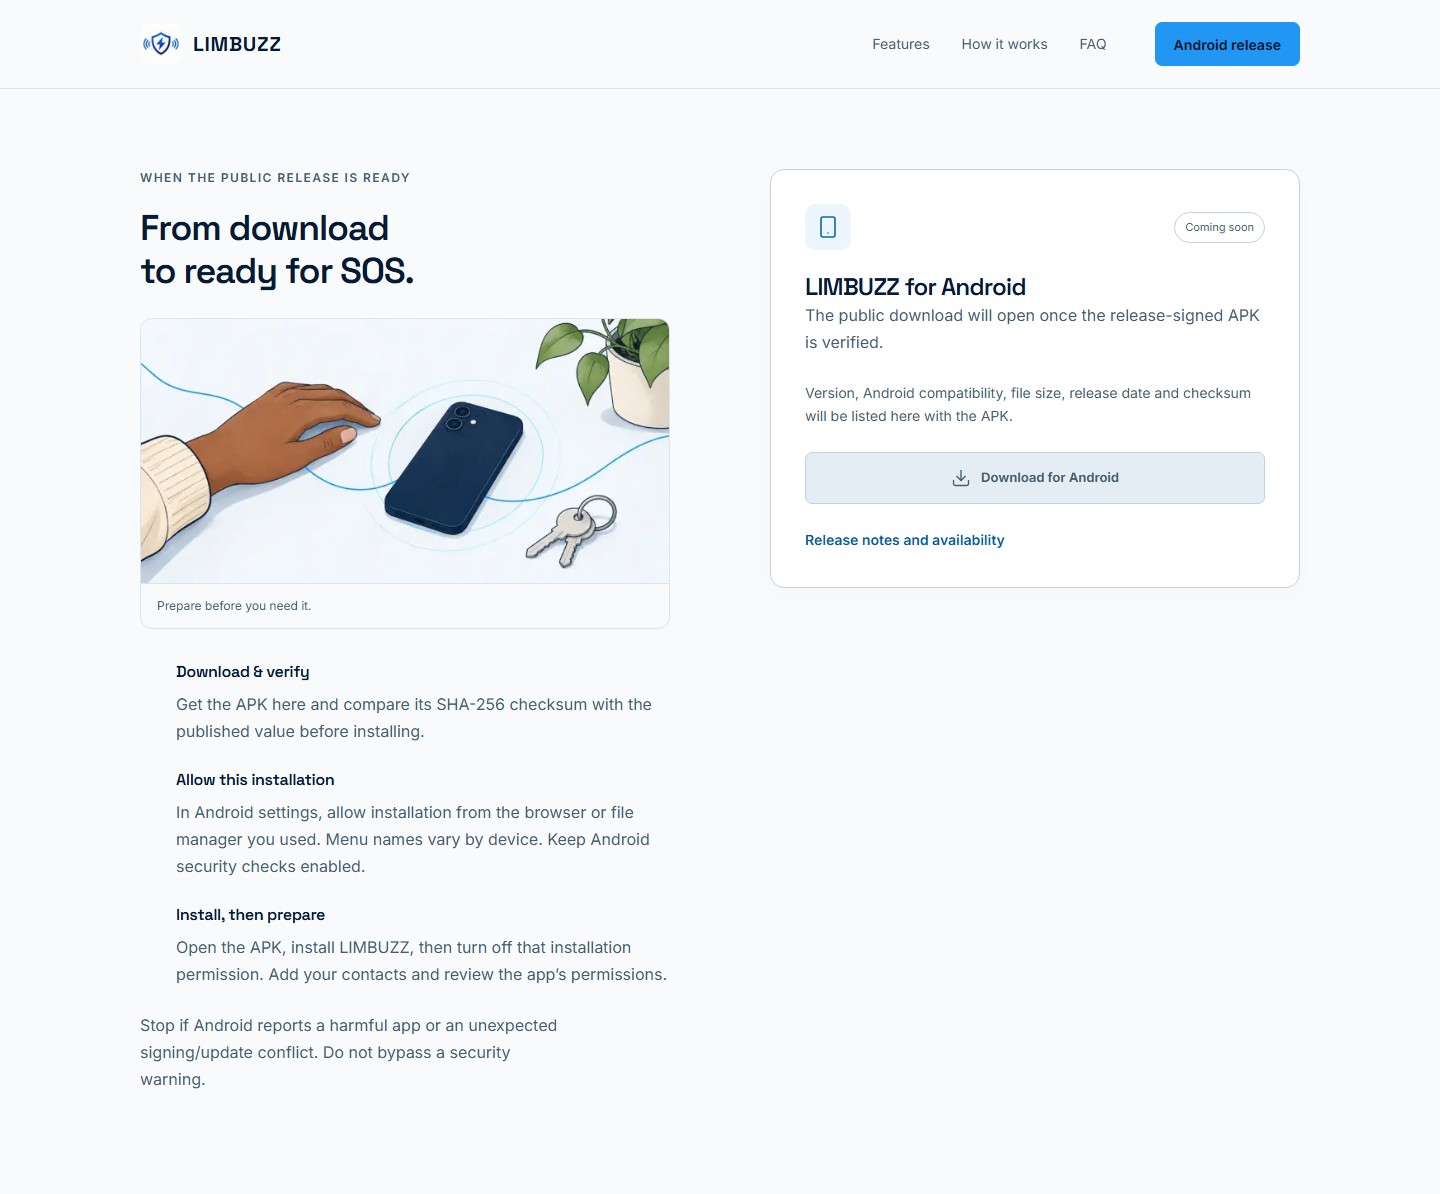 LIMBUZZ
Features
How it works
FAQ
Android release
WHEN THE PUBLIC RELEASE IS READY
From download
to ready for SOS.
Prepare before you need it.
Download & verify
Get the APK here and compare its SHA-256 checksum with the
published value before installing.
Allow this installation
In Android settings, allow installation from the browser or file
manager you used. Menu names vary by device. Keep Android
security checks enabled.
Install, then prepare
Open the APK, install LIMBUZZ, then turn off that installation
permission. Add your contacts and review the app’s permissions.
Stop if Android reports a harmful app or an unexpected
signing/update conflict. Do not bypass a security
warning.
Coming soon
LIMBUZZ for Android
The public download will open once the release-signed APK
is verified.
Version, Android compatibility, file size, release date and checksum
will be listed here with the APK.
Download for Android
Release notes and availability